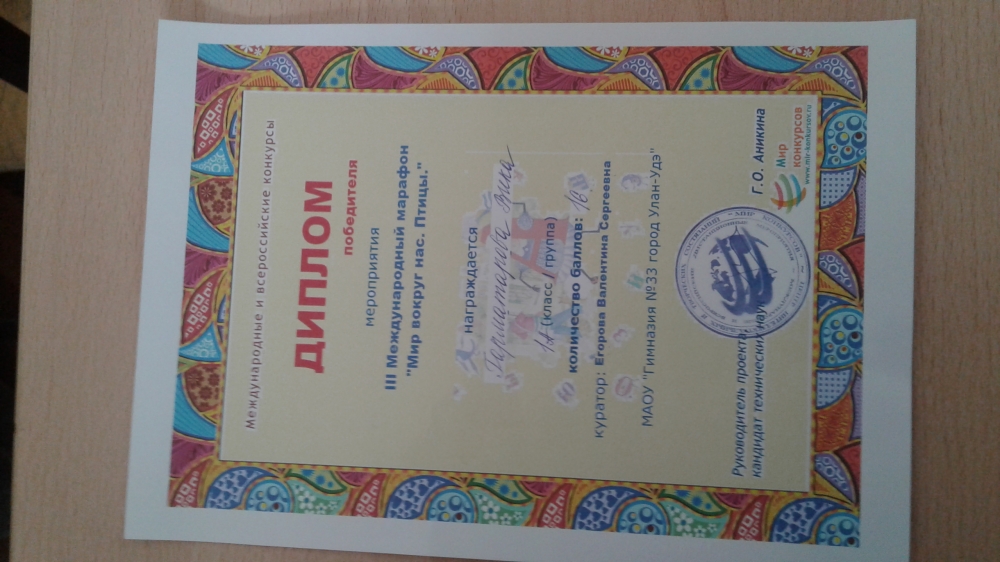 Международные и всероссийские конкурсы
ДИПЛОМ
победителя
мероприятия
III Международный марафон
"Мир вокруг нас. Птицы."
награждается
Вика
(класс / группа)
количество баллов: 16
куратор: Егорова Валентина Сергеевна
МАОУ "Гимназия №33 город Улан-Удэ"
Руководитель проекта,
кандидат технических наук
Г.О. Аникина
Мир
конкурсов
www.mir-konkursov.ru